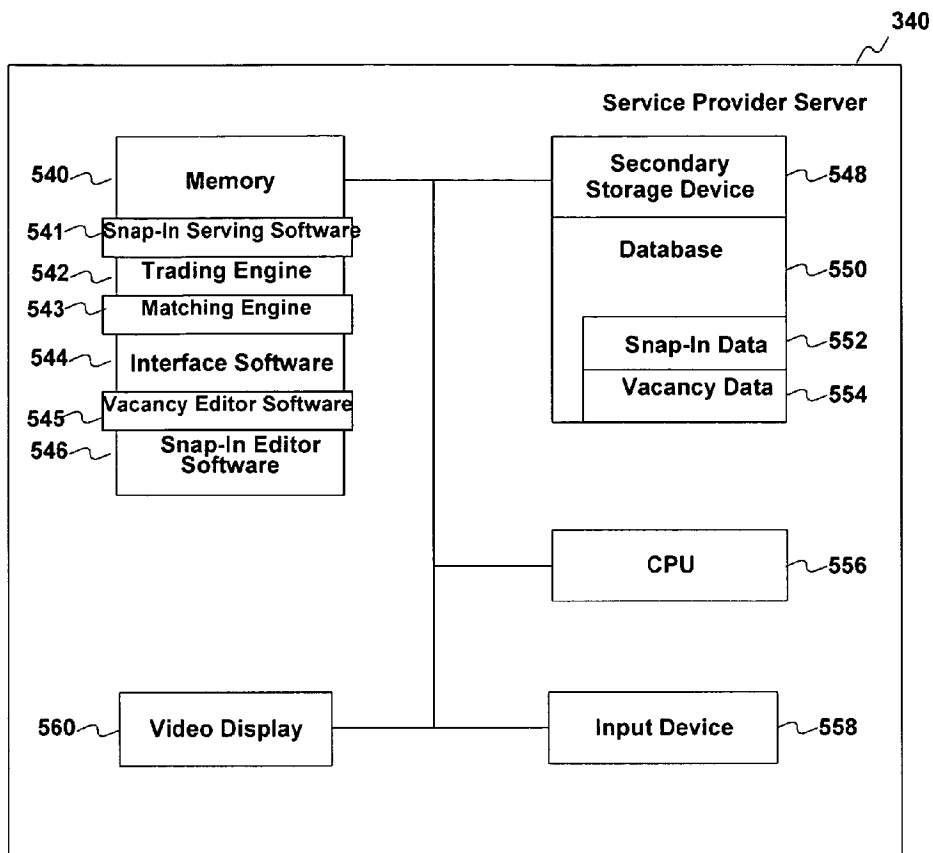 340
Service Provider Server
540
Memory
541
Snap-In Serving Software
542
Trading Engine
543
Matching Engine
544
Interface Software
545
Vacancy Editor Software
546
Snap-In Editor
Software
Secondary
Storage Device
548
Database
550
Snap-In Data
552
Vacancy Data
554
CPU
556
560
Video Display
Input Device
558